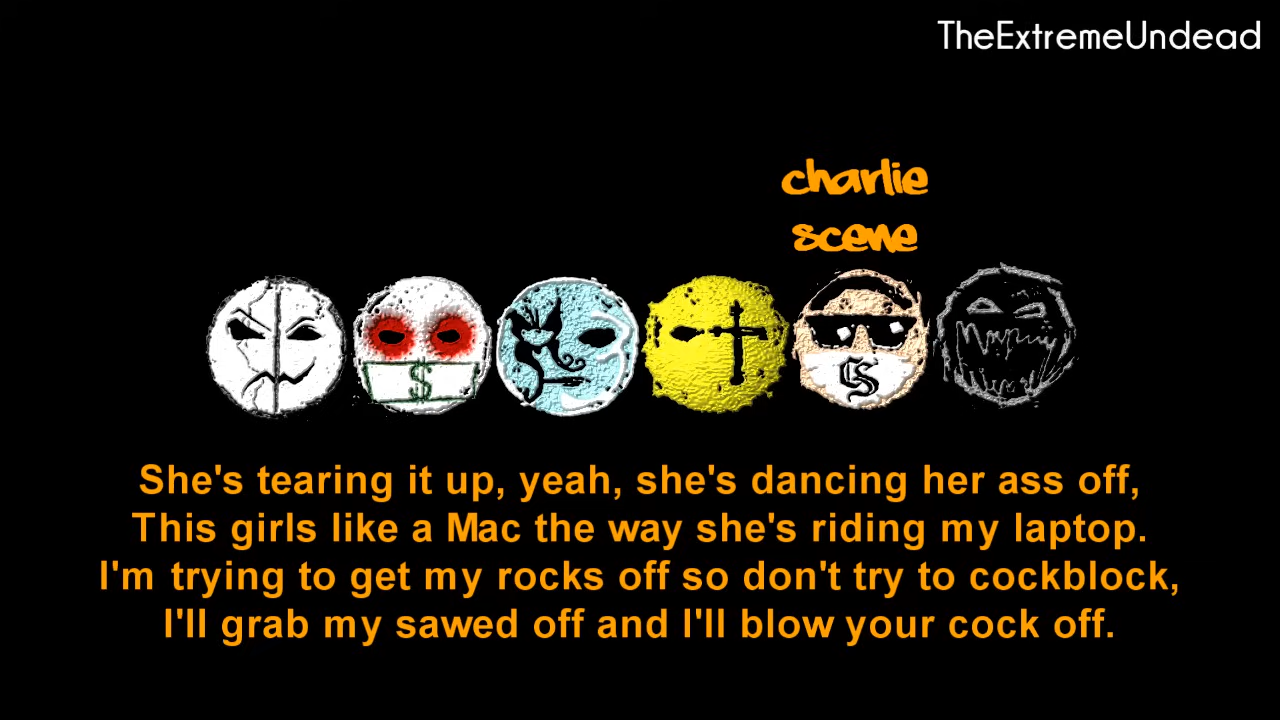 TheExtremeUndead
charlie
scene
$
CS
She's tearing it up, yeah, she's dancing her ass off,
This girls like a Mac the way she's riding my laptop.
I'm trying to get my rocks off so don't try to cockblock,
I'll grab my sawed off and I'll blow your cock off.